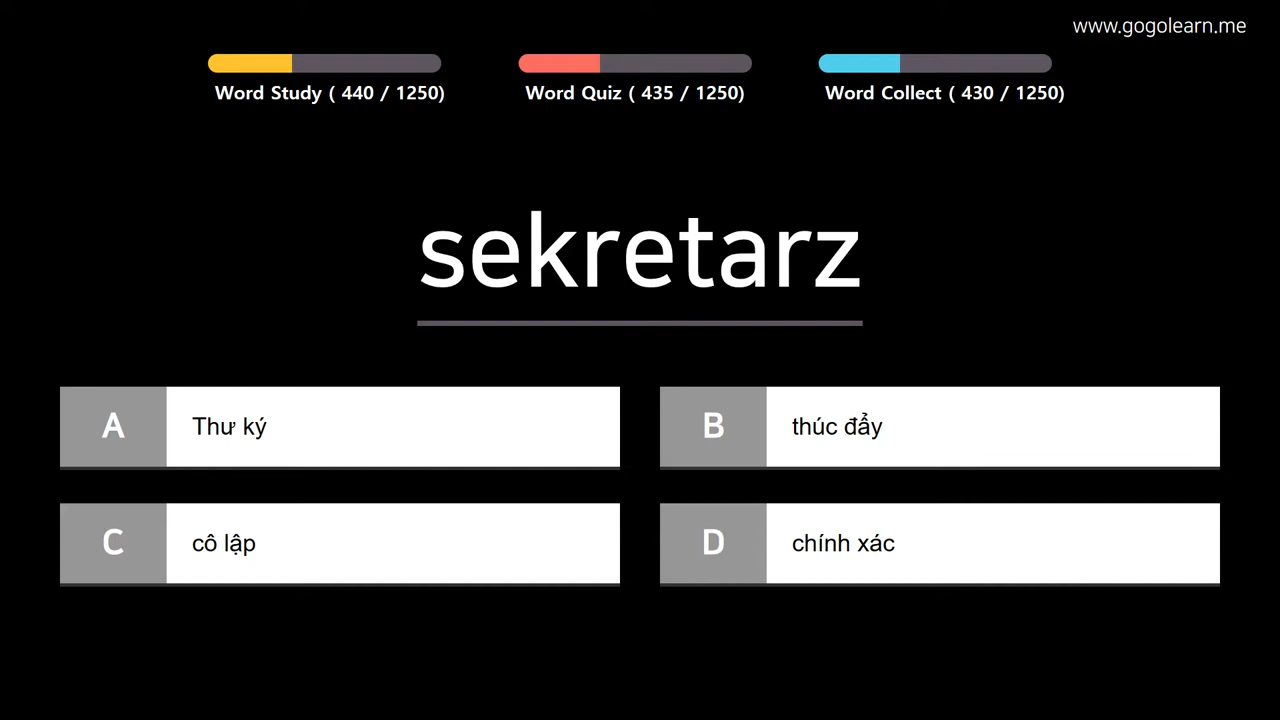 www.gogolearn.me
Word Study ( 440 / 1250)
Word Quiz ( 435 / 1250)
Word Collect ( 430 / 1250)
sekretarz
A
Thư ký
B
thúc đẩy
C
cô lập
D
chính xác